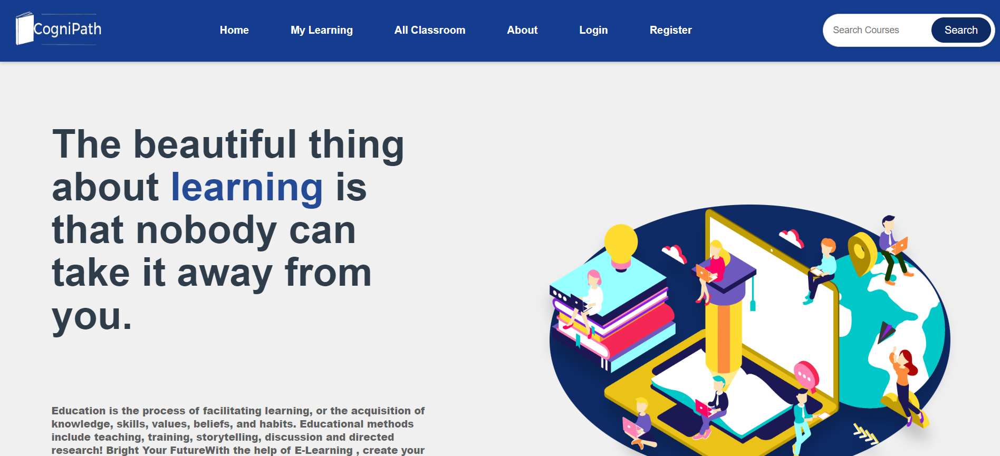 CogniPath
Home
My Learning
All Classroom
About
Login
Register
Search Courses
Search
The beautiful thing
about learning is
that nobody can
take it away from
you.
Education is the process of facilitating learning, or the acquisition of
knowledge, skills, values, beliefs, and habits. Educational methods
include teaching, training, storytelling, discussion and directed
research! Bright Your FutureWith the help of E-Learning , create your